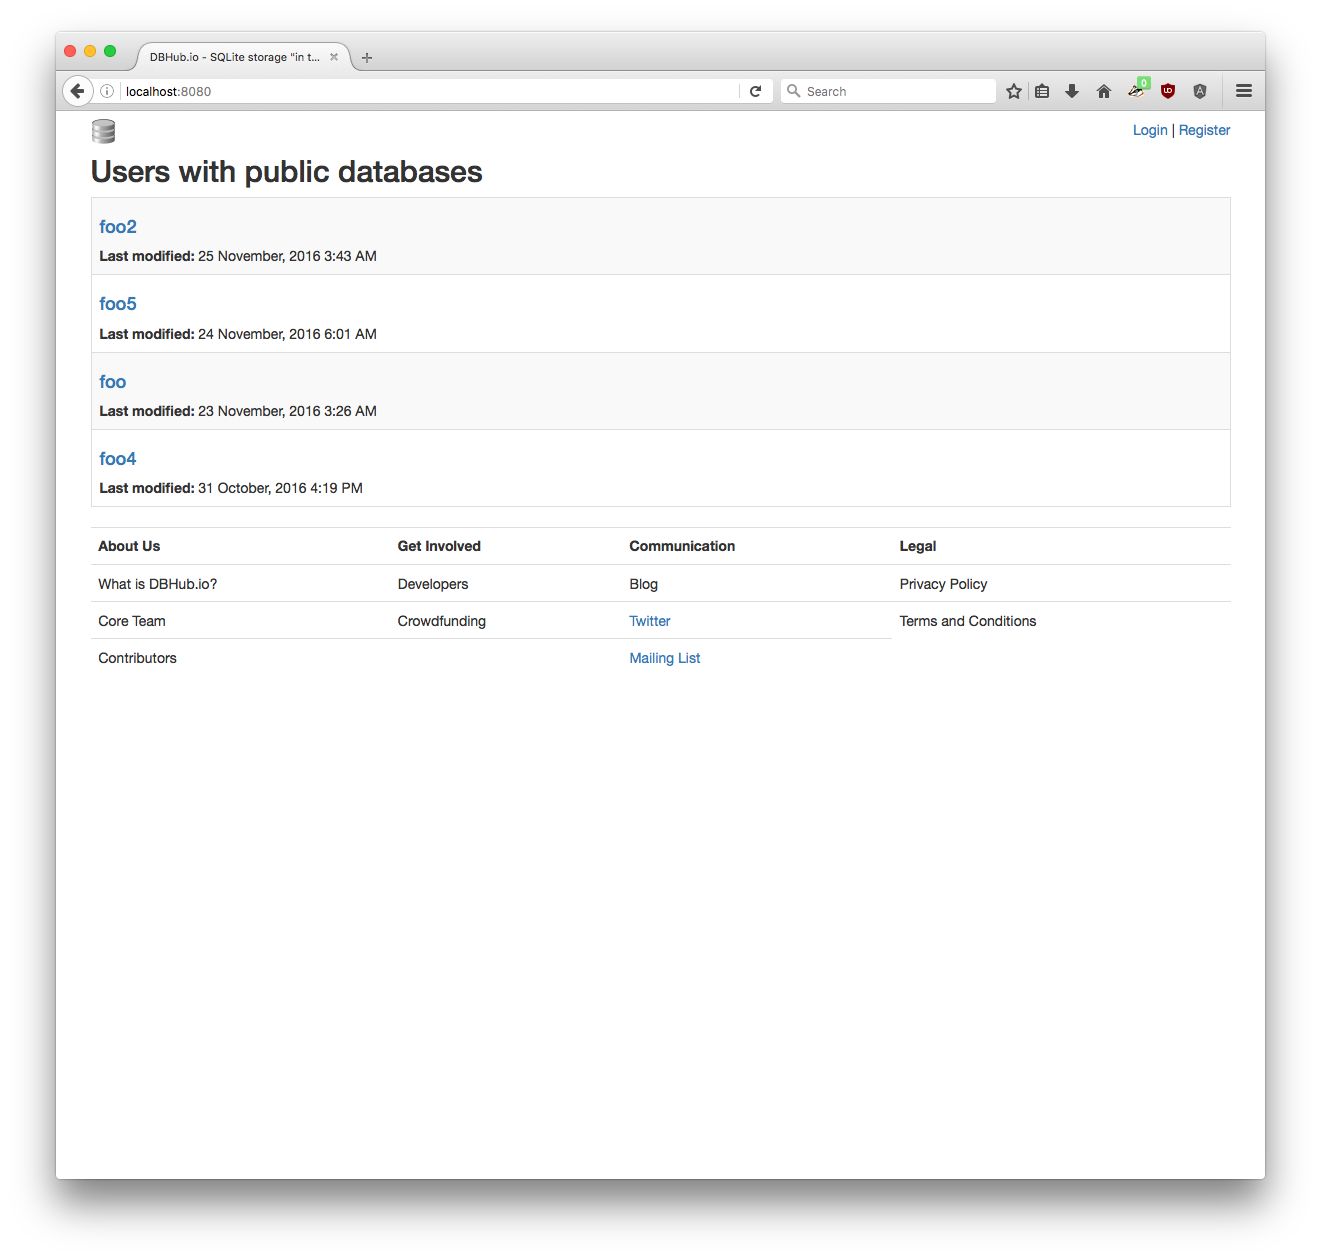 DBHub.io - SQLite storage "in t...
localhost:8080
Search
0
Login | Register
Users with public databases
foo2
Last modified: 25 November, 2016 3:43 AM
foo5
Last modified: 24 November, 2016 6:01 AM
foo
Last modified: 23 November, 2016 3:26 AM
foo4
Last modified: 31 October, 2016 4:19 PM
About Us Get Involved Communication Legal
What is DBHub.io? Developers Blog Privacy Policy
Core Team Crowdfunding Twitter Terms and Conditions
Contributors Mailing List